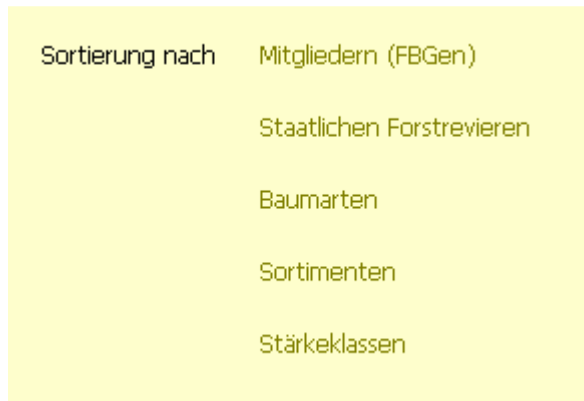 Sortierung nach Mitgliedern (FBGen)
Staatlichen Forstrevieren
Baumarten
Sortimenten
Stärkeklassen